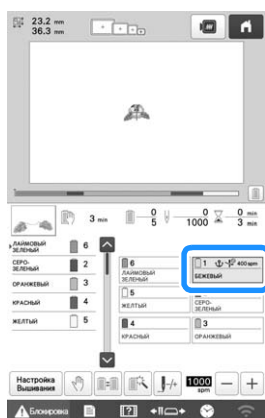 23.2 mm
36.3 mm
3 min
0
5
0
1000
0 min
3 min
ЛАЙМОВЫЙ
ЗЕЛЕНЫЙ
6
СЕРО-
ЗЕЛЕНЫЙ
2
ОРАНЖЕВЫЙ
3
КРАСНЫЙ
4
ЖЕЛТЫЙ
5
6
ЛАЙМОВЫЙ
ЗЕЛЕНЫЙ
1 400 spm
БЕЖЕВЫЙ
5
ЖЕЛТЫЙ
СЕРО-
ЗЕЛЕНЫЙ
4
КРАСНЫЙ
3
ОРАНЖЕВЫЙ
Настройка
Вышивания
1000
spm
Блокировка